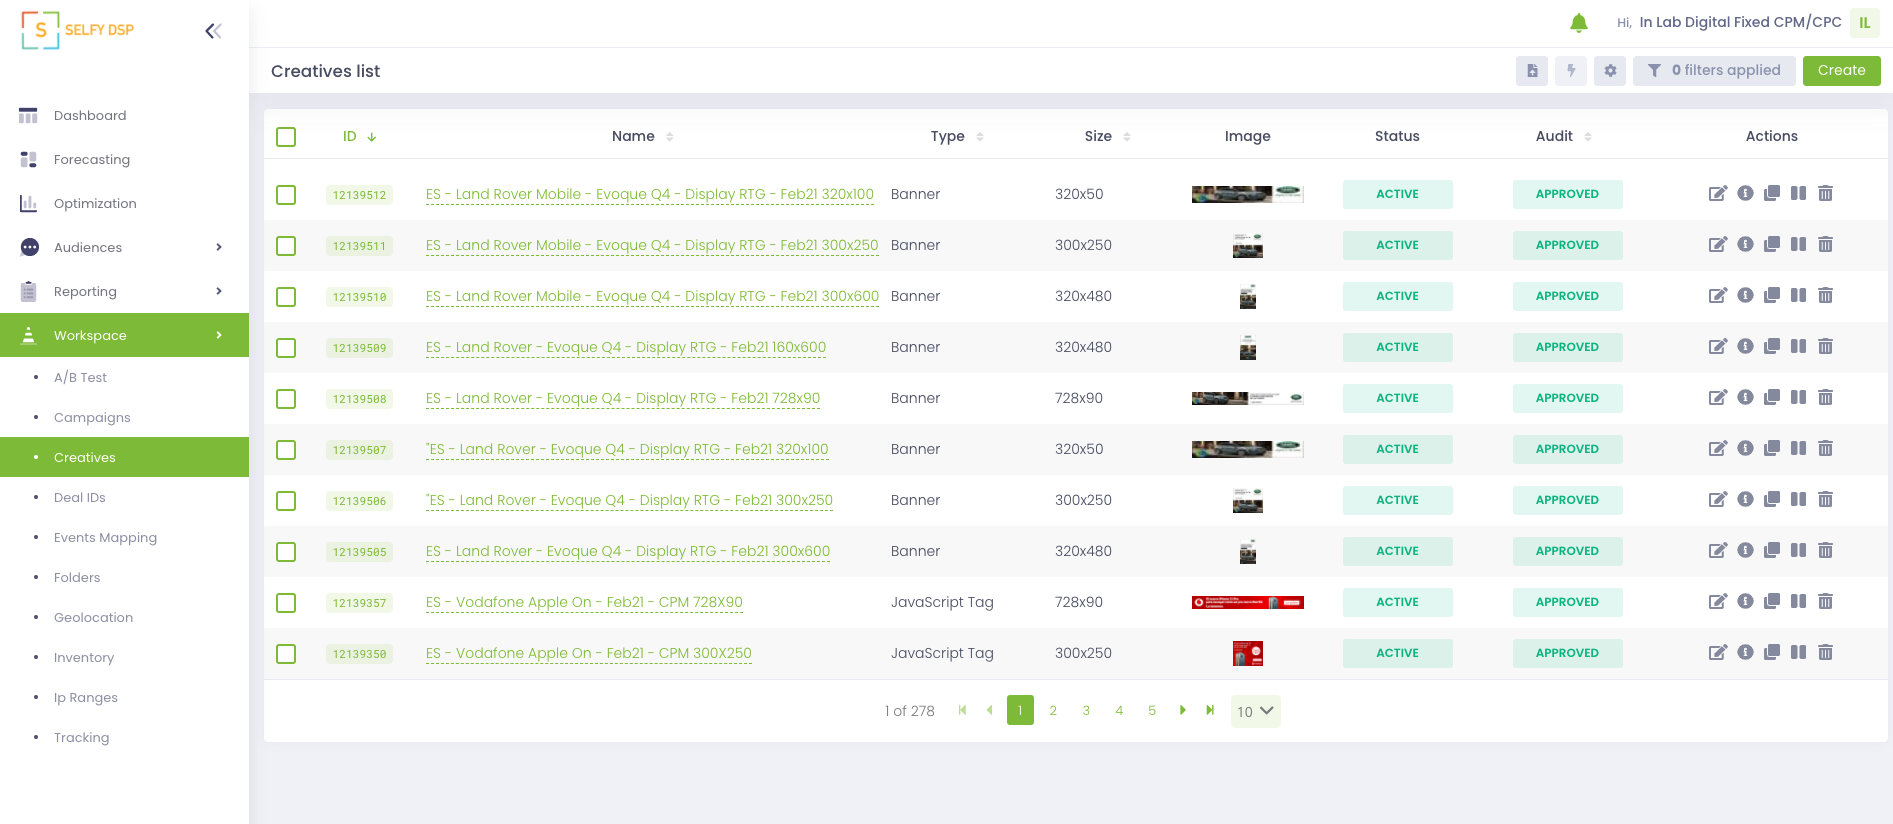 S SELFY DSP
Hi, In Lab Digital Fixed CPM/CPC IL
Creatives list
0 filters applied
Create
Dashboard
Forecasting
Optimization
Audiences
Reporting
Workspace
A/B Test
Campaigns
Creatives
Deal IDs
Events Mapping
Folders
Geolocation
Inventory
Ip Ranges
Tracking
ID Name Type Size Image Status Audit Actions
12139512 ES - Land Rover Mobile - Evoque Q4 - Display RTG - Feb21 320x100 Banner 320x50 ACTIVE APPROVED
12139511 ES - Land Rover Mobile - Evoque Q4 - Display RTG - Feb21 300x250 Banner 300x250 ACTIVE APPROVED
12139510 ES - Land Rover Mobile - Evoque Q4 - Display RTG - Feb21 300x600 Banner 320x480 ACTIVE APPROVED
12139509 ES - Land Rover - Evoque Q4 - Display RTG - Feb21 160x600 Banner 320x480 ACTIVE APPROVED
12139508 ES - Land Rover - Evoque Q4 - Display RTG - Feb21 728x90 Banner 728x90 ACTIVE APPROVED
12139507 "ES - Land Rover - Evoque Q4 - Display RTG - Feb21 320x100 Banner 320x50 ACTIVE APPROVED
12139506 "ES - Land Rover - Evoque Q4 - Display RTG - Feb21 300x250 Banner 300x250 ACTIVE APPROVED
12139505 ES - Land Rover - Evoque Q4 - Display RTG - Feb21 300x600 Banner 320x480 ACTIVE APPROVED
12139357 ES - Vodafone Apple On - Feb21 - CPM 728X90 JavaScript Tag 728x90 ACTIVE APPROVED
12139350 ES - Vodafone Apple On - Feb21 - CPM 300X250 JavaScript Tag 300x250 ACTIVE APPROVED
1 of 278 1 2 3 4 5 10